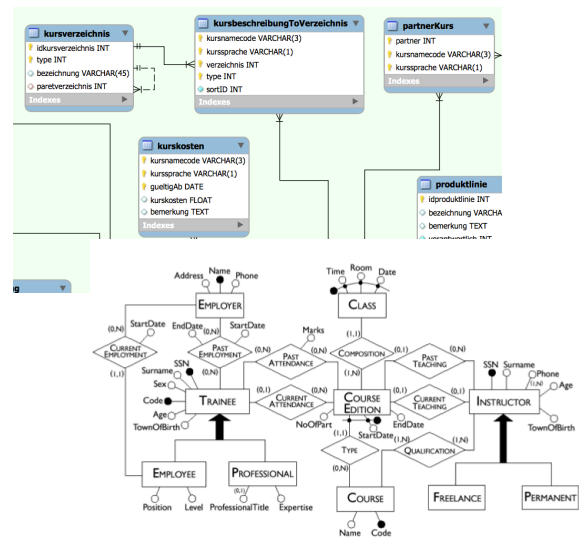 kursverzeichnis
idkursverzeichnis INT
type INT
bezeichnung VARCHAR(45)
paretverzeichnis INT
Indexes
kursbeschreibungToVerzeichnis
kursnamecode VARCHAR(3)
kurssprache VARCHAR(1)
verzeichnis INT
type INT
sortID INT
Indexes
partnerKurs
partner INT
kursnamecode VARCHAR(3)
kurssprache VARCHAR(1)
Indexes
kurskosten
kursnamecode VARCHAR(3)
kurssprache VARCHAR(1)
gueltigAb DATE
kurskosten FLOAT
bemerkung TEXT
Indexes
produktlinie
idproduktlinie INT
bezeichnung VARCHA
bemerkung TEXT
verantwortlich INT
g
Address Name Phone
EMPLOYER
Time Room Date
CLASS
(0,N) StartDate
CURRENT EMPLOYMENT
(1,1)
EndDate StartDate
(0,N)
PAST EMPLOYMENT
(0,N)
Marks
(0,N) PAST ATTENDANCE (0,N)
(1,1)
COMPOSITION
(1,N)
(0,1) PAST TEACHING (0,N)
SSN
Surname
Sex
Code
Age
TownOfBirth
TRAINEE
(0,1) CURRENT ATTENDANCE (0,N)
COURSE EDITION
NoOfPart
StartDate
EndDate
(0,1) CURRENT TEACHING (0,1)
INSTRUCTOR
SSN Surname
Phone
(1,N)
Age
TownOfBirth
(1,1)
TYPE
(0,N)
(1,N) QUALIFICATION (1,N)
EMPLOYEE
Position Level
PROFESSIONAL
(0,1)
ProfessionalTitle Expertise
COURSE
Name Code
FREELANCE
PERMANENT